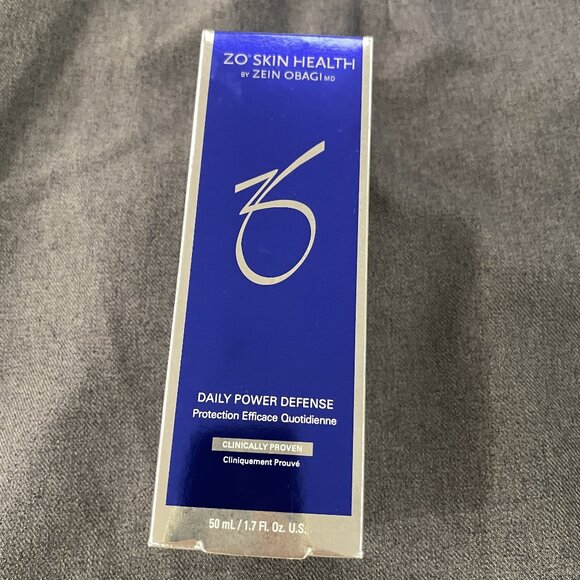 ZO® SKIN HEALTH
BY ZEIN OBAGI MD
ZO
DAILY POWER DEFENSE
Protection Efficace Quotidienne
CLINICALLY PROVEN
Cliniquement Prouvé
50 mL / 1.7 Fl. Oz. U.S.